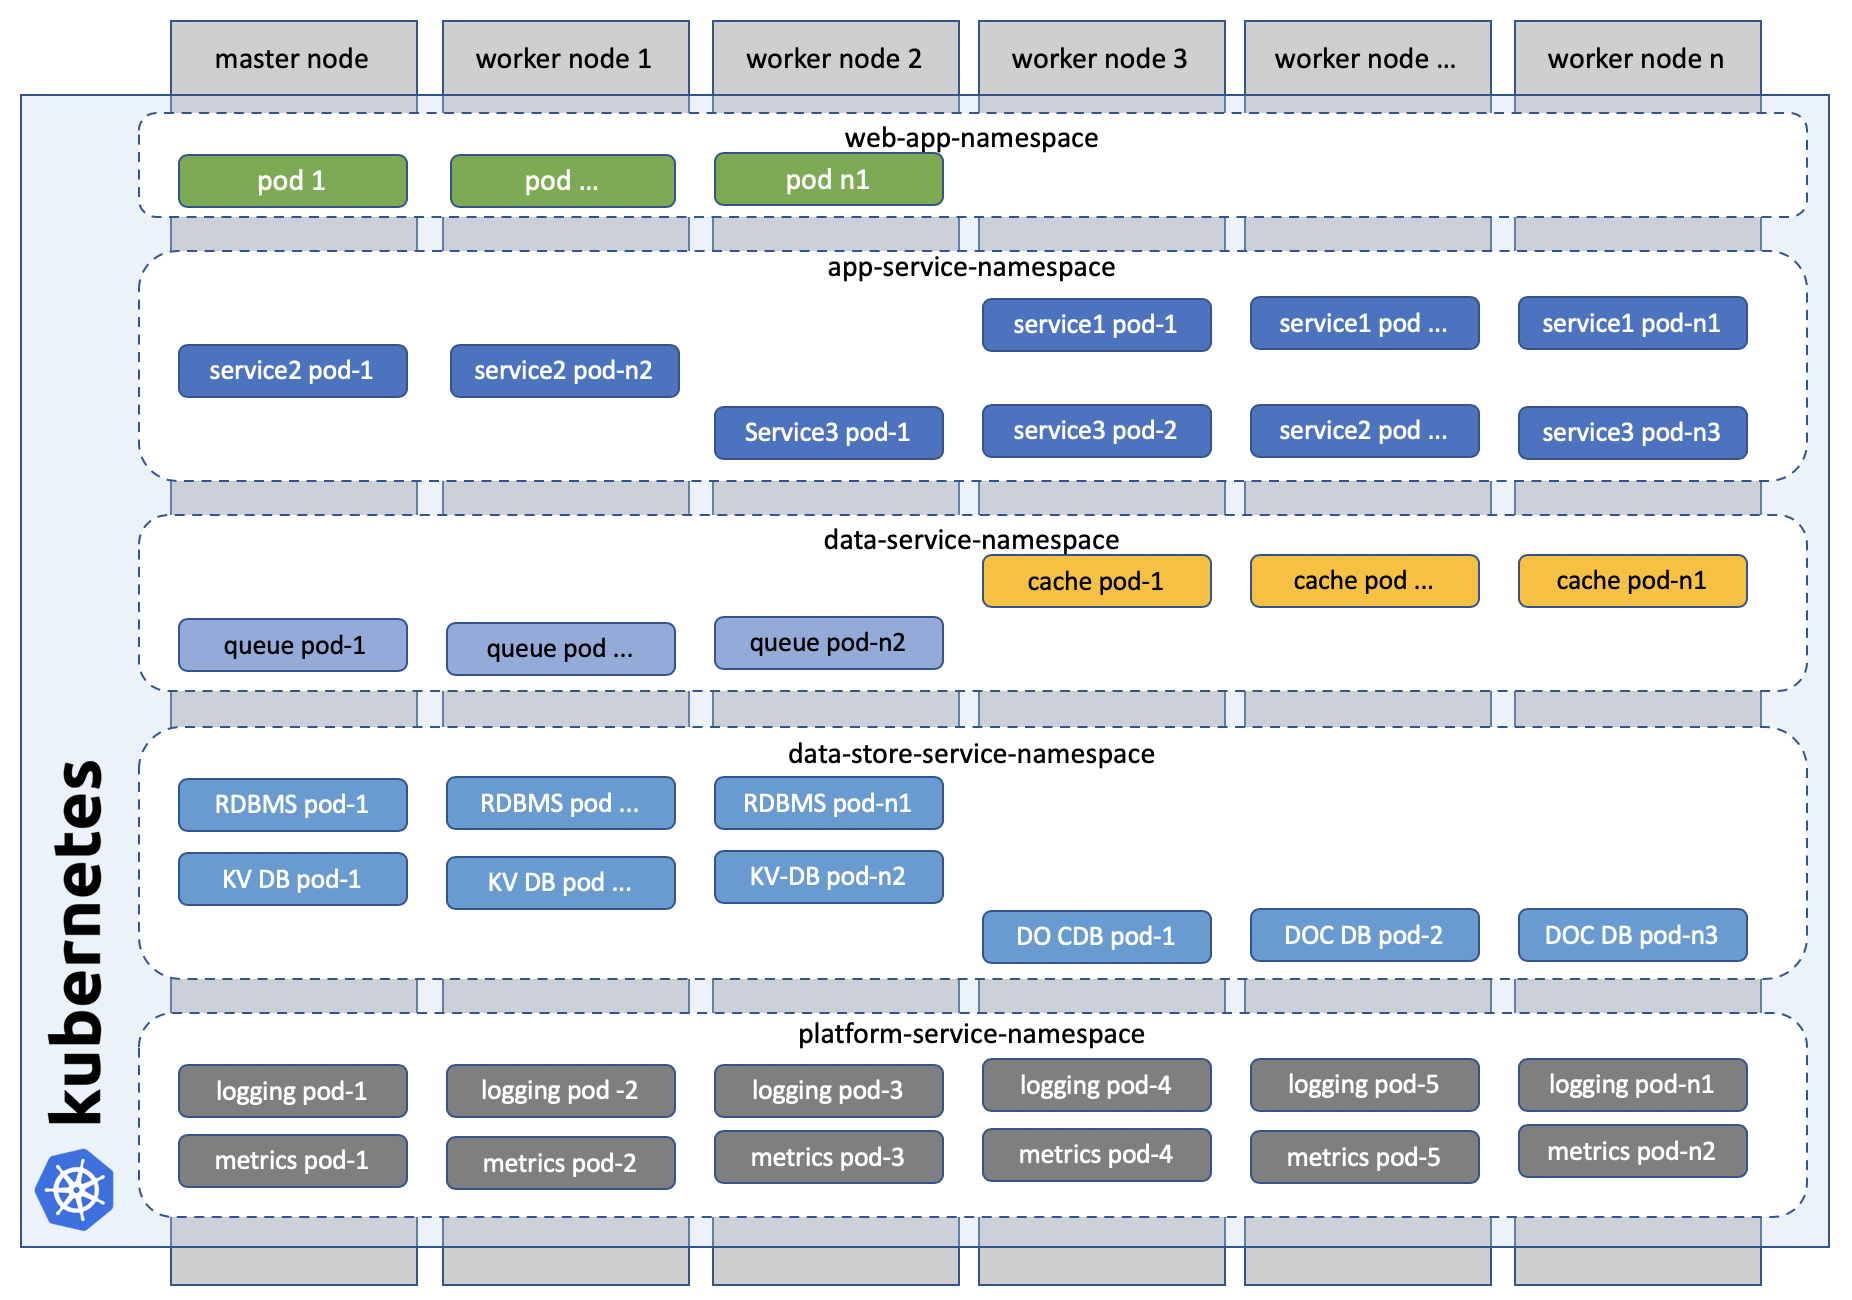 master node
worker node 1
worker node 2
worker node 3
worker node ...
worker node n
web-app-namespace
pod 1
pod ...
pod n1
app-service-namespace
service1 pod-1
service1 pod ...
service1 pod-n1
service2 pod-1
service2 pod-n2
Service3 pod-1
service3 pod-2
service2 pod ...
service3 pod-n3
data-service-namespace
cache pod-1
cache pod ...
cache pod-n1
queue pod-1
queue pod ...
queue pod-n2
data-store-service-namespace
RDBMS pod-1
RDBMS pod ...
RDBMS pod-n1
KV DB pod-1
KV DB pod ...
KV-DB pod-n2
DO CDB pod-1
DOC DB pod-2
DOC DB pod-n3
platform-service-namespace
logging pod-1
logging pod -2
logging pod-3
logging pod-4
logging pod-5
logging pod-n1
metrics pod-1
metrics pod-2
metrics pod-3
metrics pod-4
metrics pod-5
metrics pod-n2
kubernetes